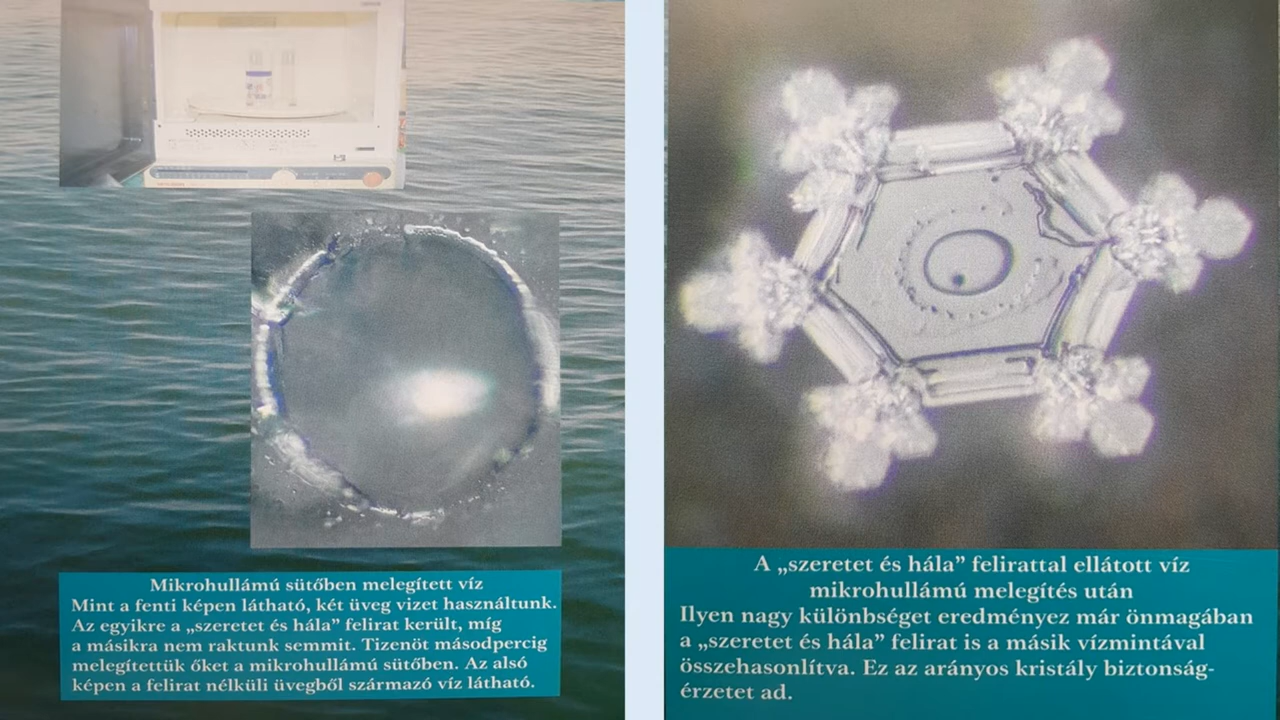 Mikrohullámú sütőben melegített víz
Mint a fenti képen látható, két üveg vizet használtunk.
Az egyikre a „szeretet és hála” felirat került, míg
a másikra nem raktunk semmit. Tizenöt másodpercig
melegítettük őket a mikrohullámú sütőben. Az alsó
képen a felirat nélküli üvegből származó víz látható.
A „szeretet és hála” felirattal ellátott víz
mikrohullámú melegítés után
Ilyen nagy különbséget eredményez már önmagában
a „szeretet és hála” felirat is a másik vízmintával
összehasonlítva. Ez az arányos kristály biztonság-
érzetet ad.